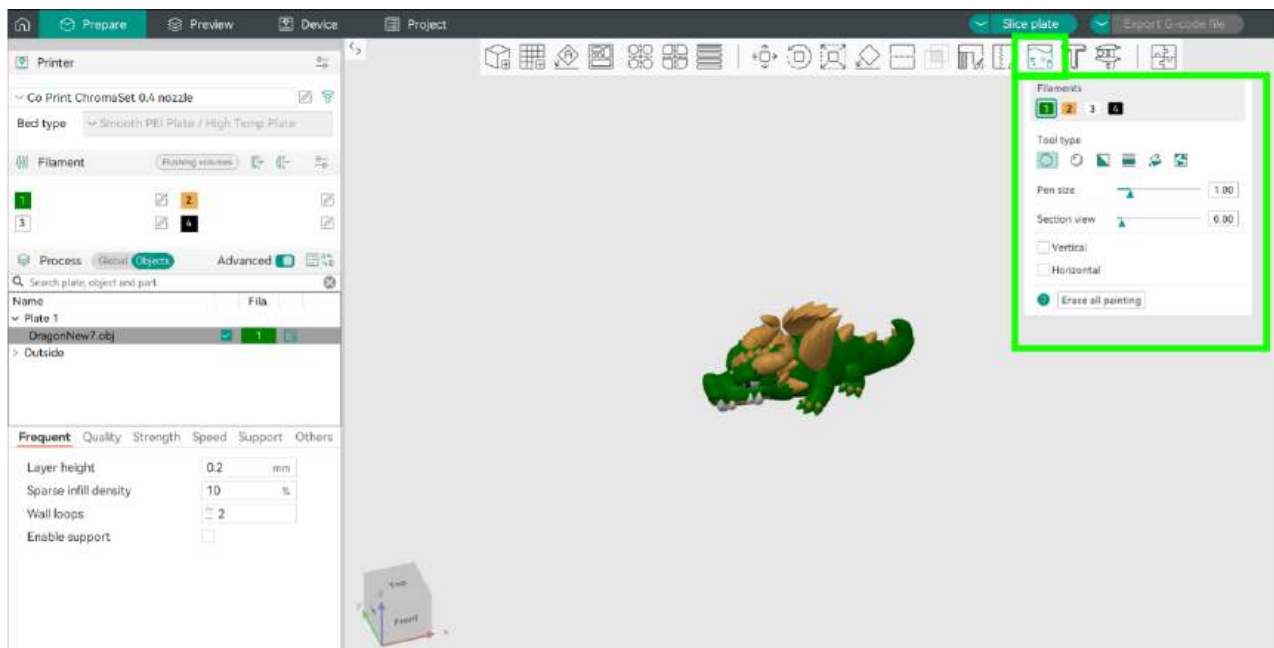 Prepare Preview Device Project Slice plate Export G-code file
Printer
Co Print ChromaSet 0.4 nozzle
Bed type Smooth PEI Plate / High Temp Plate
Filament Flushing volumes
1 2
3 4
Process Global Objects Advanced
Search plate, object and part.
Name Fila.
Plate 1
DragonNew7.obj 1
Outside
Frequent Quality Strength Speed Support Others
Layer height 0.2 mm
Sparse infill density 10 %
Wall loops 2
Enable support
Filaments
1 2 3 4
Tool type
Pen size 1.00
Section view 0.00
Vertical
Horizontal
Erase all painting
Top
Front